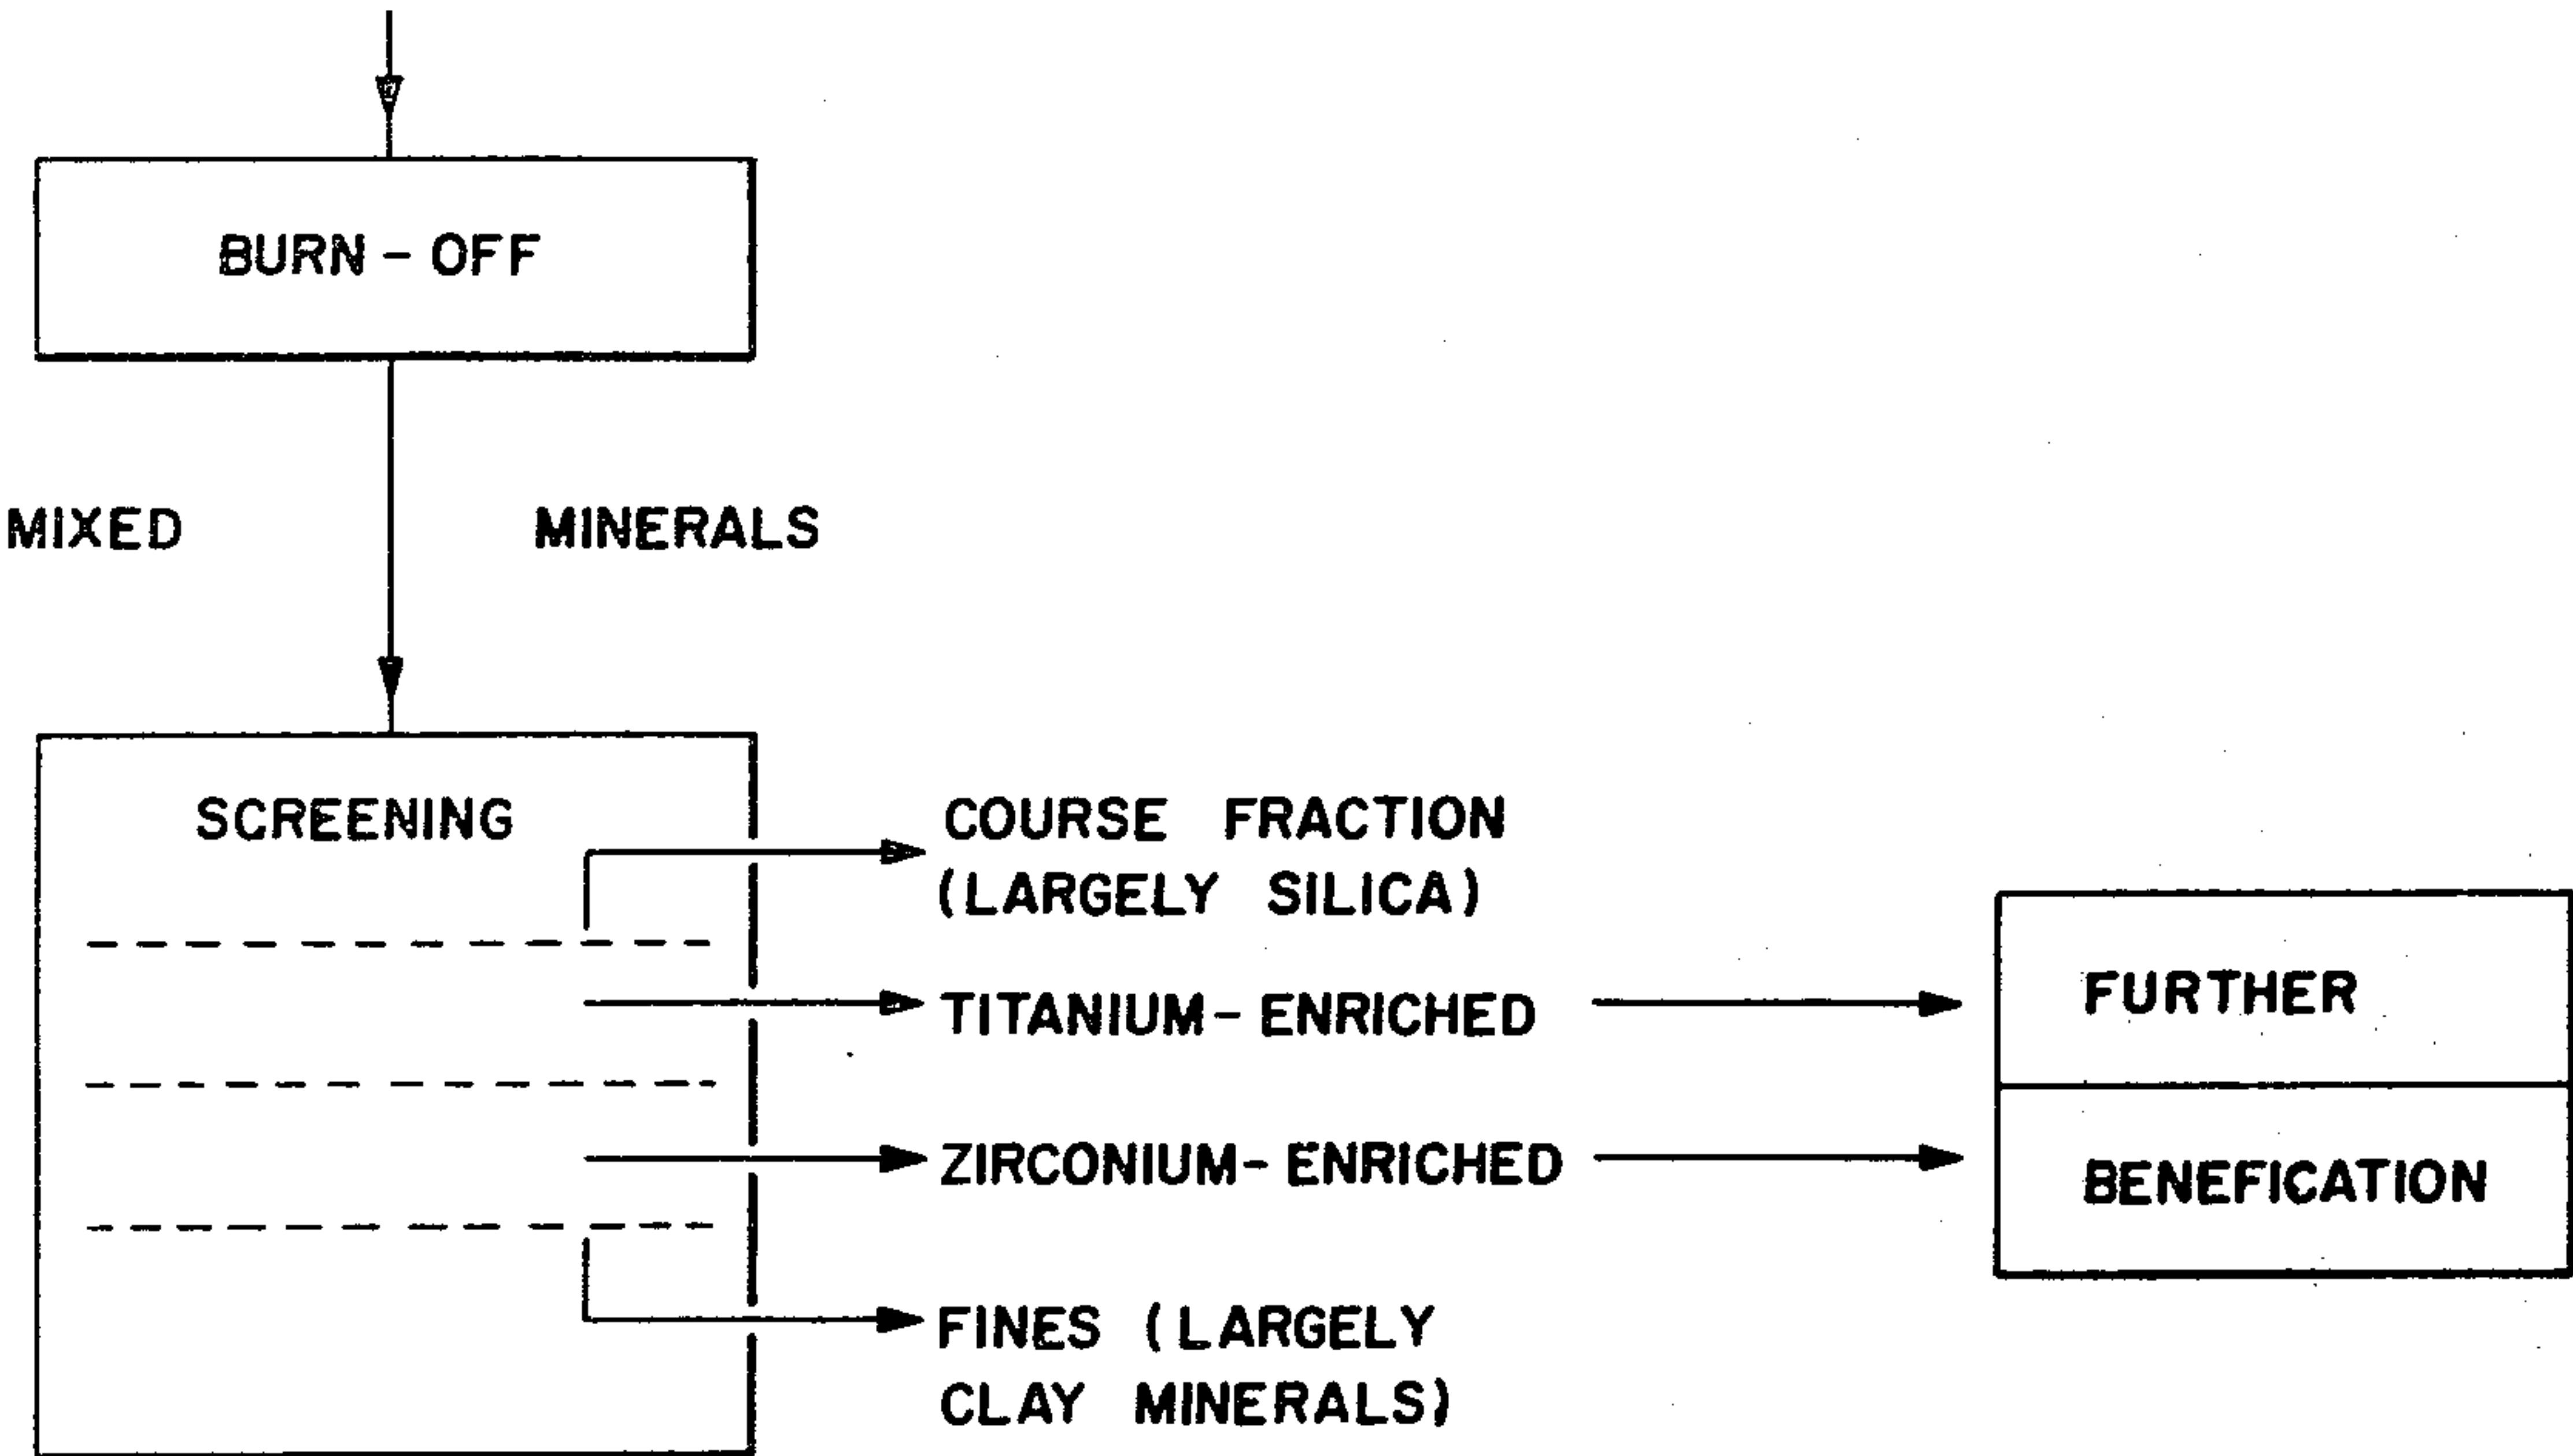 BURN - OFF
MIXED MINERALS
SCREENING
COURSE FRACTION
(LARGELY SILICA)
TITANIUM - ENRICHED
ZIRCONIUM - ENRICHED
FINES (LARGELY
CLAY MINERALS)
FURTHER
BENEFICATION